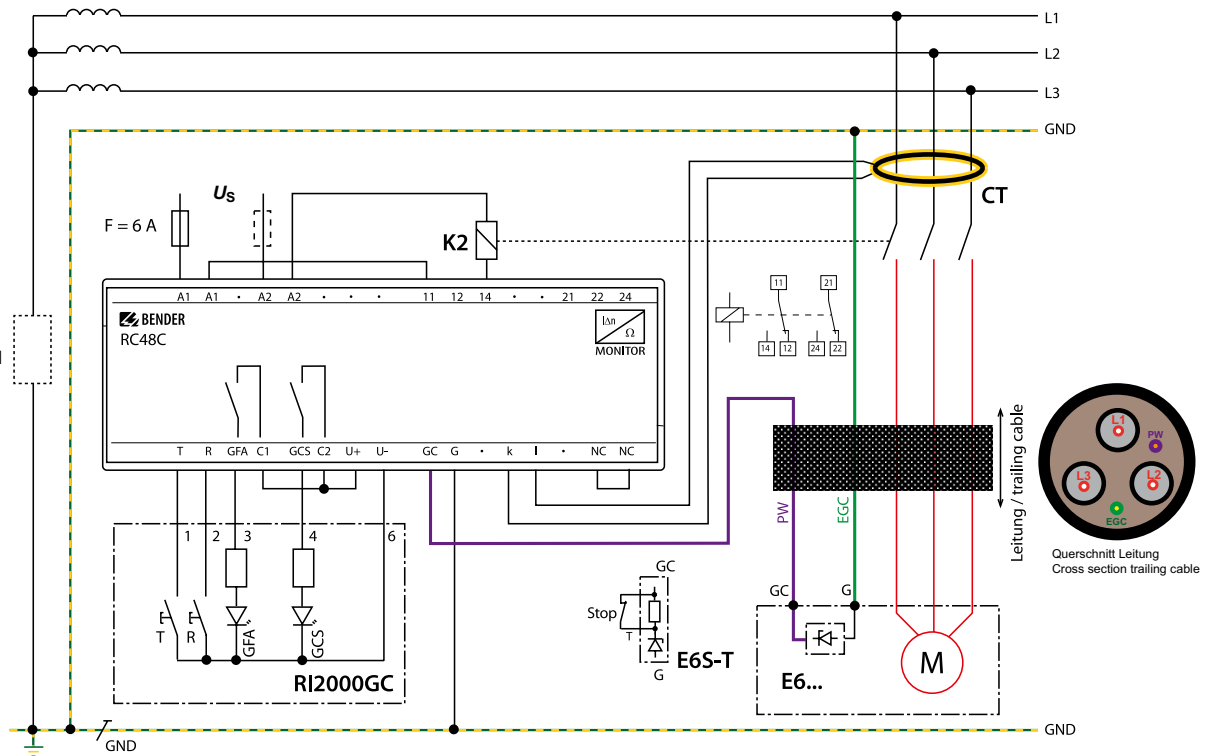 L1
L2
L3
GND
CT
U_S
F = 6 A
K2
A1 A1 · A2 A2 · · · 11 12 14 · · 21 22 24
BENDER
RC48C
I∆n
Ω
MONITOR
11 21
14 12 24 22
T R GFA C1 GCS C2 U+ U- GC G · k l · NC NC
1 2 3 4 6
T R GFA GCS
RI2000GC
GC
Stop
T
G
E6S-T
PW
EGC
GC G
E6...
M
Leitung / trailing cable
L1
PW
L3
L2
EGC
Querschnitt Leitung
Cross section trailing cable
GND
GND